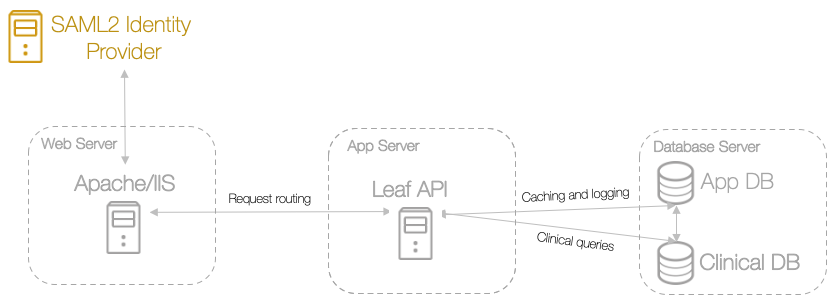 SAML2 Identity
Provider
Web Server
Apache/IIS
Request routing
App Server
Leaf API
Caching and logging
Clinical queries
Database Server
App DB
Clinical DB